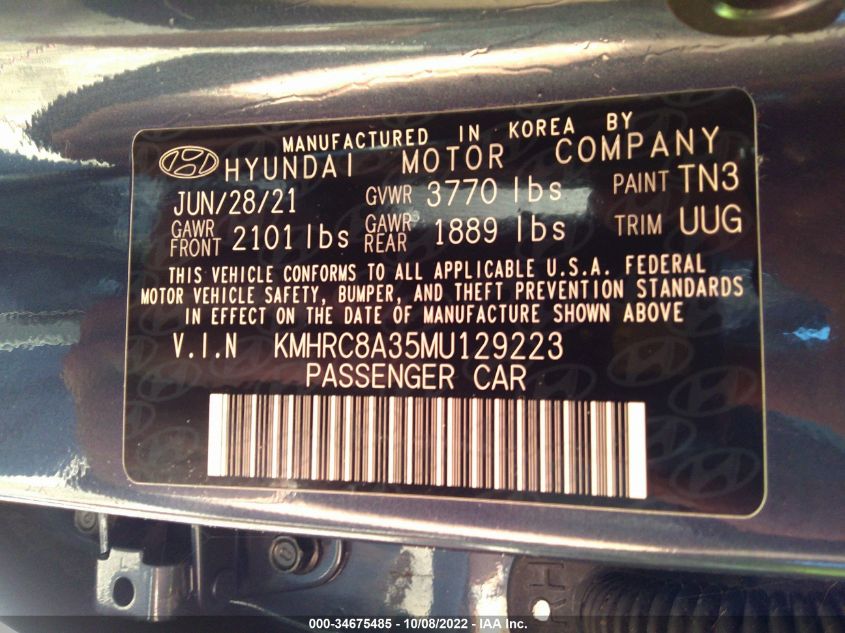 MANUFACTURED IN KOREA BY
HYUNDAI MOTOR COMPANY
JUN/28/21 GVWR 3770 lbs PAINT TN3
GAWR FRONT 2101 lbs GAWR REAR 1889 lbs TRIM UUG
THIS VEHICLE CONFORMS TO ALL APPLICABLE U.S.A. FEDERAL
MOTOR VEHICLE SAFETY, BUMPER, AND THEFT PREVENTION STANDARDS
IN EFFECT ON THE DATE OF MANUFACTURE SHOWN ABOVE
V.I.N KMHRC8A35MU129223
PASSENGER CAR
RH
000-34675485 - 10/08/2022 - IAA Inc.